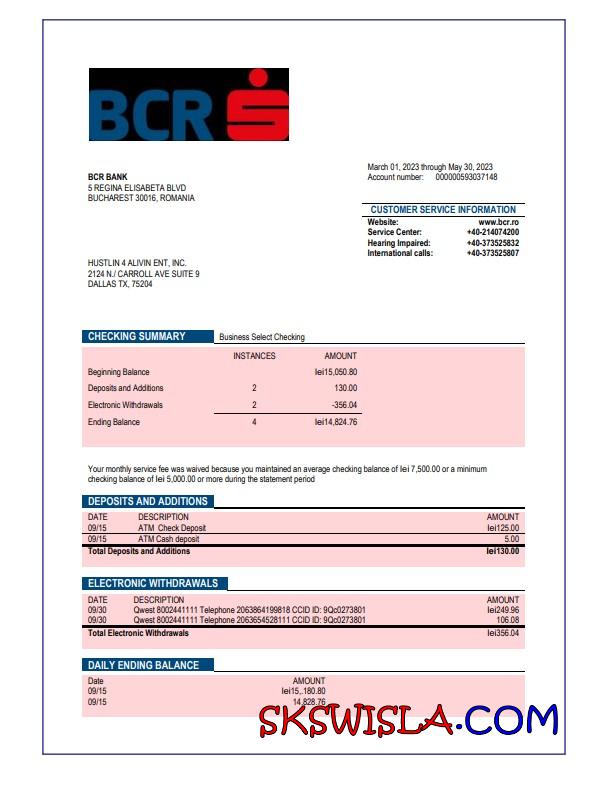 BCR S
March 01, 2023 through May 30, 2023
BCR BANK
Account number: 000000593037148
5 REGINA ELISABETA BLVD
BUCHAREST 30016, ROMANIA
CUSTOMER SERVICE INFORMATION
Website: www.bcr.ro
Service Center: +40-214074200
Hearing Impaired: +40-373525832
International calls: +40-373525807
HUSTLIN 4 ALIVIN ENT, INC.
2124 N./ CARROLL AVE SUITE 9
DALLAS TX, 75204
CHECKING SUMMARY Business Select Checking
INSTANCES AMOUNT
Beginning Balance lei15,050.80
Deposits and Additions 2 130.00
Electronic Withdrawals 2 -356.04
Ending Balance 4 lei14,824.76
Your monthly service fee was waived because you maintained an average checking balance of lei 7,500.00 or a minimum
checking balance of lei 5,000.00 or more during the statement period
DEPOSITS AND ADDITIONS
DATE DESCRIPTION AMOUNT
09/15 ATM Check Deposit lei125.00
09/15 ATM Cash deposit 5.00
Total Deposits and Additions lei130.00
ELECTRONIC WITHDRAWALS
DATE DESCRIPTION AMOUNT
09/30 Qwest 8002441111 Telephone 2063864199818 CCID ID: 9Qc0273801 lei249.96
09/30 Qwest 8002441111 Telephone 2063654528111 CCID ID: 9Qc0273801 106.08
Total Electronic Withdrawals lei356.04
DAILY ENDING BALANCE
Date AMOUNT
09/15 lei15,.180.80
09/15 14,828.76
SKSWISLA.COM